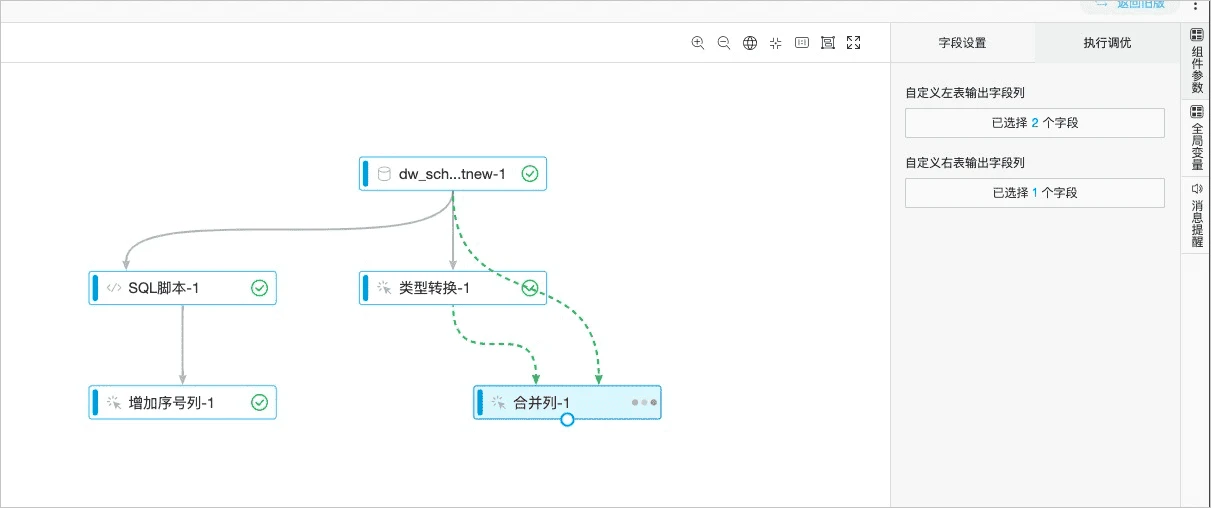 返回旧版
字段设置
执行调优
自定义左表输出字段列
已选择 2 个字段
自定义右表输出字段列
已选择 1 个字段
组件参数
全局变量
消息提醒
dw_sch...tnew-1
SQL脚本-1
类型转换-1
增加序号列-1
合并列-1